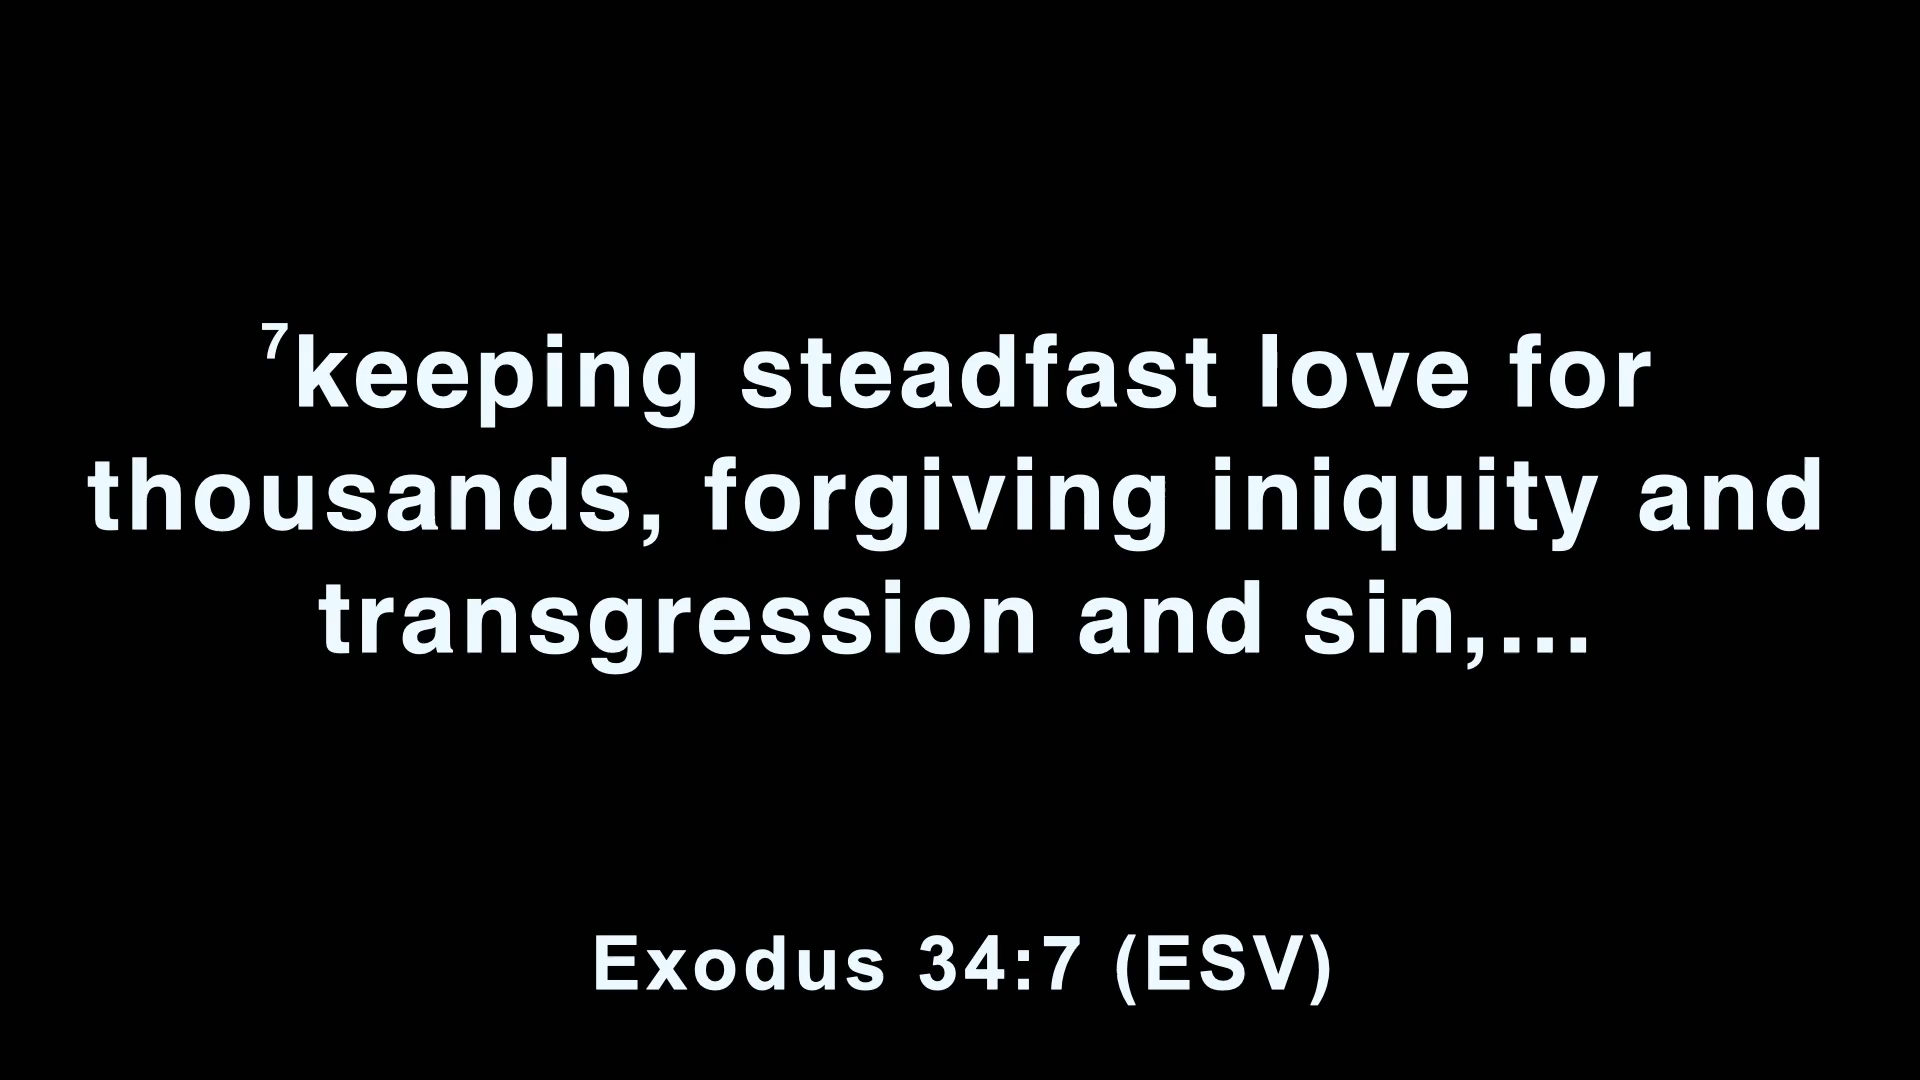 ⁷keeping steadfast love for
thousands, forgiving iniquity and
transgression and sin,...
Exodus 34:7 (ESV)